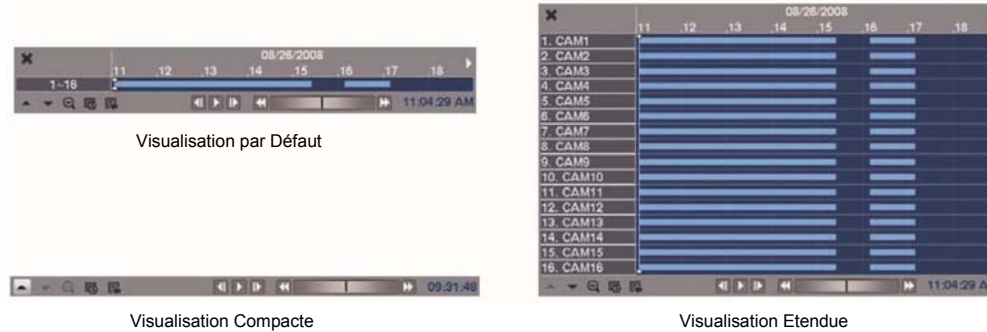 08/26/2008
11 12 13 14 15 16 17 18
1~16
11:04:29 AM
Visualisation par Défaut
09:31:48
Visualisation Compacte
08/26/2008
11 12 13 14 15 16 17 18
1. CAM1
2. CAM2
3. CAM3
4. CAM4
5. CAM5
6. CAM6
7. CAM7
8. CAM8
9. CAM9
10. CAM10
11. CAM11
12. CAM12
13. CAM13
14. CAM14
15. CAM15
16. CAM16
11:04:29 A
Visualisation Etendue